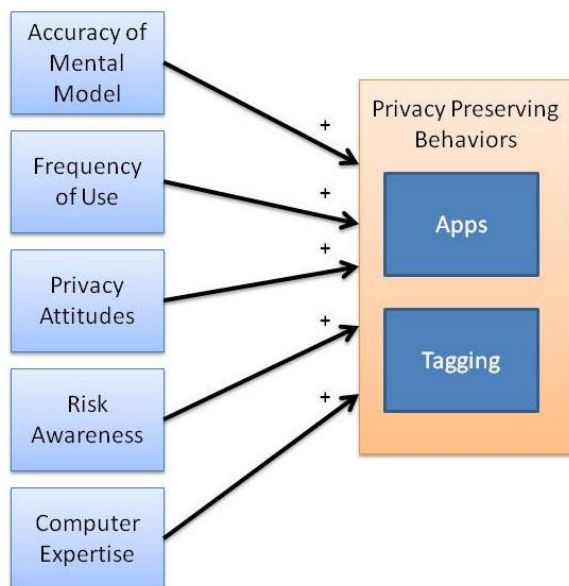 Accuracy of
Mental
Model
Frequency
of Use
Privacy
Attitudes
Risk
Awareness
Computer
Expertise
+
+
+
+
+
Privacy Preserving
Behaviors
Apps
Tagging